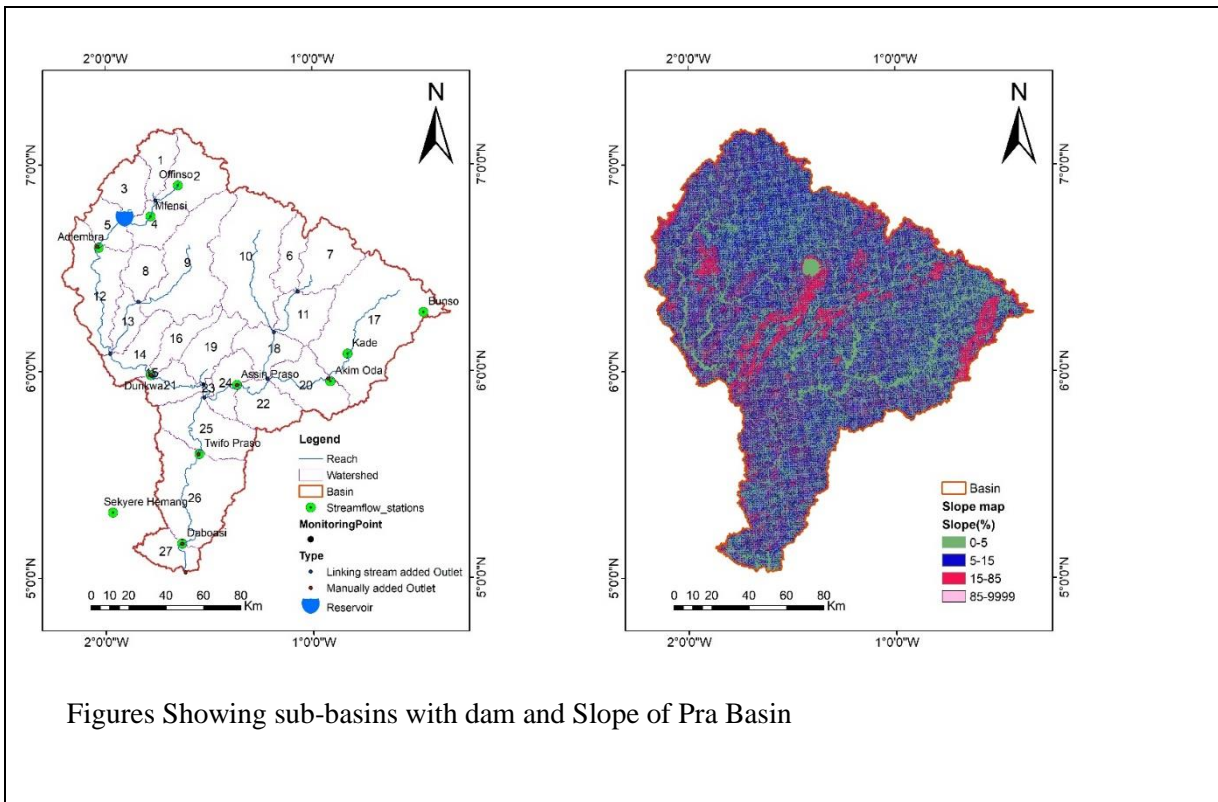 2°0'0"W 1°0'0"W
N
7°0'0"N
6°0'0"N
5°0'0"N
7°0'0"N
6°0'0"N
5°0'0"N
1
Offinso 2
3
Mfensi
5 4
Adiembra
8 9 10 6 7
12
13
11
17
Bunso
16
19
18
14
Kade
15
Dunkwa 21
23 24 Assin Praso
20 Akim Oda
22
25
Twifo Praso
Sekyere Hemang
26
Daboasi
27
Legend
Reach
Watershed
Basin
Streamflow_stations
MonitoringPoint
Type
Linking stream added Outlet
Manually added Outlet
Reservoir
0 10 20 40 60 80
Km
2°0'0"W 1°0'0"W
2°0'0"W 1°0'0"W
N
7°0'0"N
6°0'0"N
5°0'0"N
7°0'0"N
6°0'0"N
5°0'0"N
Basin
Slope map
Slope(%)
0-5
5-15
15-85
85-9999
0 10 20 40 60 80
Km
2°0'0"W 1°0'0"W
Figures Showing sub-basins with dam and Slope of Pra Basin